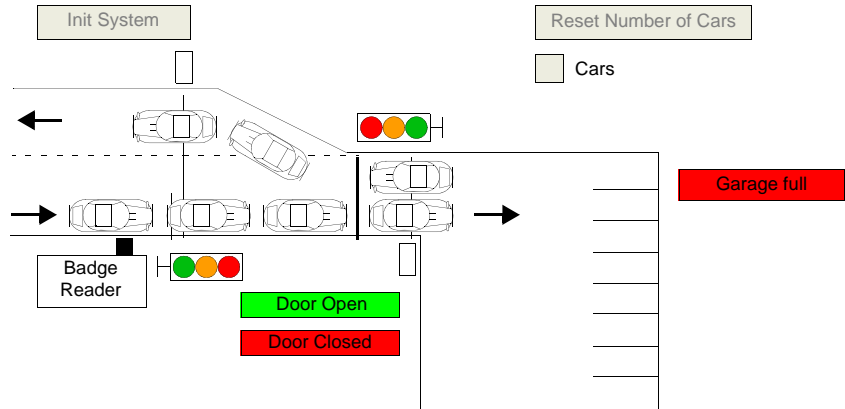 Init System
Reset Number of Cars
Cars
Garage full
Badge
Reader
Door Open
Door Closed